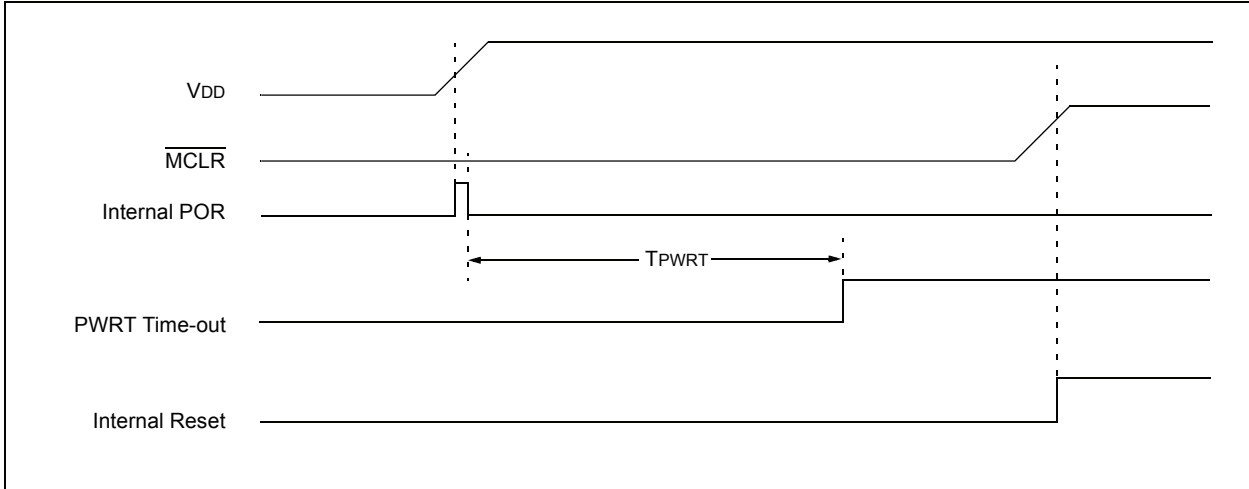 VDD
MCLR
Internal POR
TPWRT
PWRT Time-out
Internal Reset